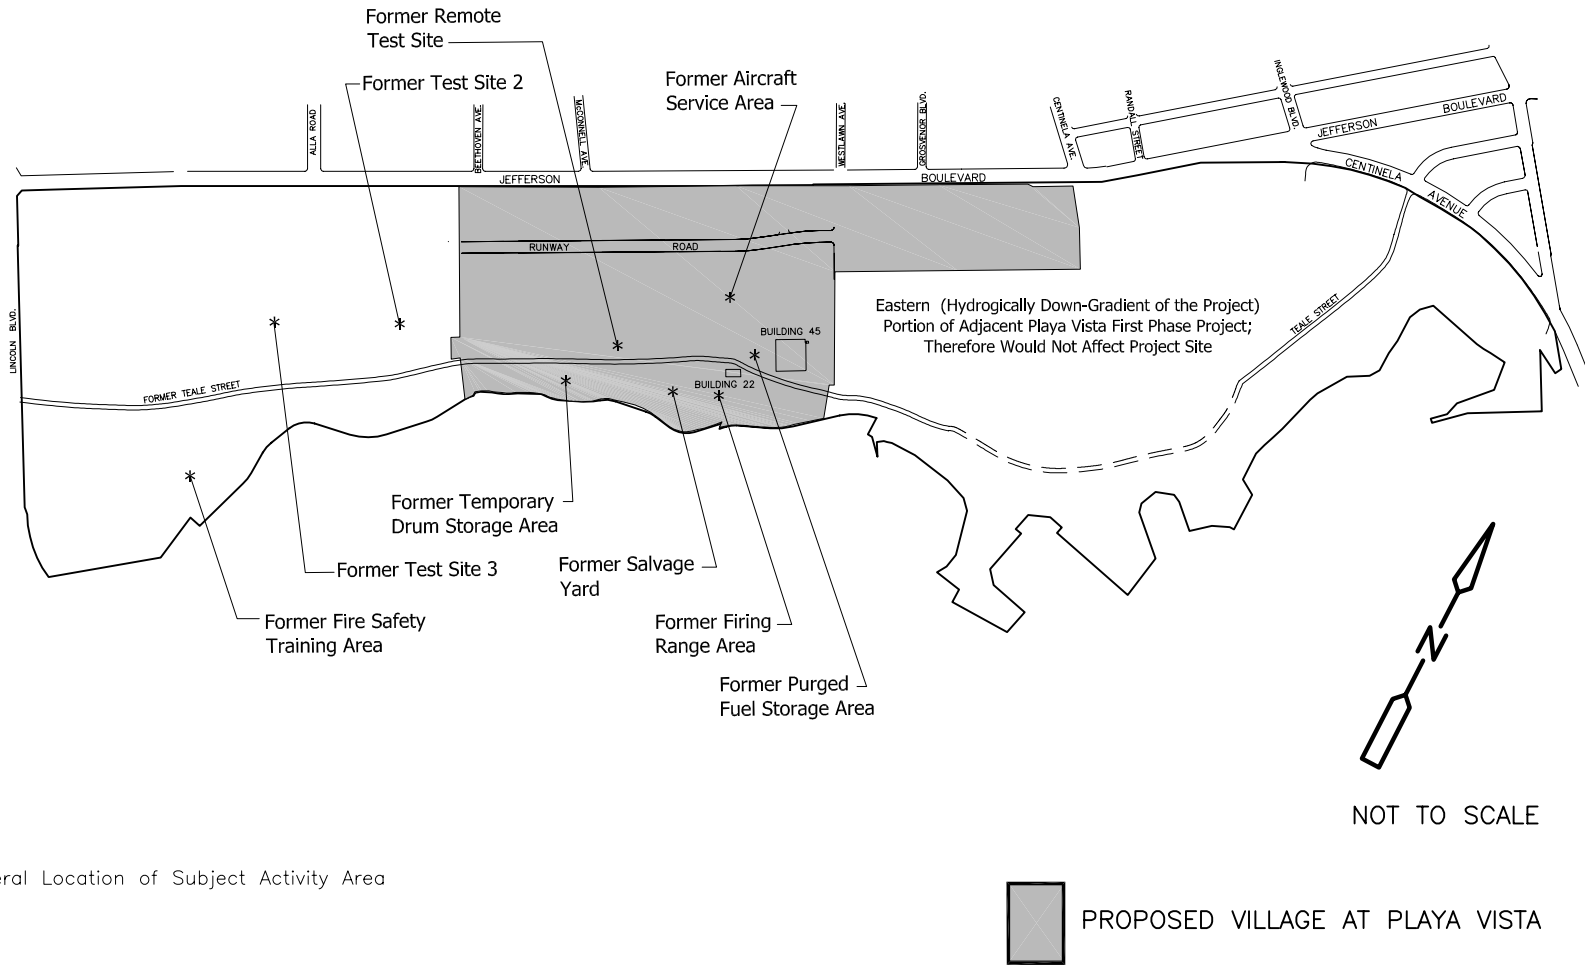 Former Remote
Test Site
Former Test Site 2
Former Aircraft
Service Area
ALLA ROAD
BEETHOVEN AVE.
McCONNELL AVE.
WESTLAWN AVE.
GROSVENOR BLVD.
CENTINELA AVE.
RANDALL STREET
INGLEWOOD BLVD.
JEFFERSON BOULEVARD
CENTINELA
AVENUE
JEFFERSON
BOULEVARD
RUNWAY ROAD
LINCOLN BLVD.
Eastern (Hydrogically Down-Gradient of the Project)
Portion of Adjacent Playa Vista First Phase Project;
Therefore Would Not Affect Project Site
TEALE STREET
BUILDING 45
BUILDING 22
FORMER TEALE STREET
Former Temporary
Drum Storage Area
Former Test Site 3
Former Salvage
Yard
Former Fire Safety
Training Area
Former Firing
Range Area
Former Purged
Fuel Storage Area
N
NOT TO SCALE
Location of Subject Activity Area
PROPOSED VILLAGE AT PLAYA VISTA